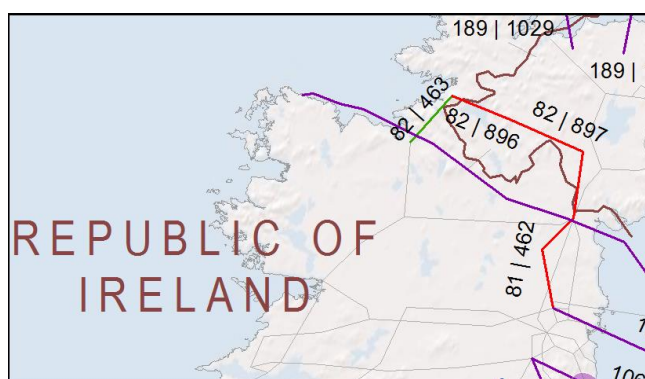 189 | 1029
189 |
82 | 463
82 | 896
82 | 897
REPUBLIC OF
IRELAND
81 | 462